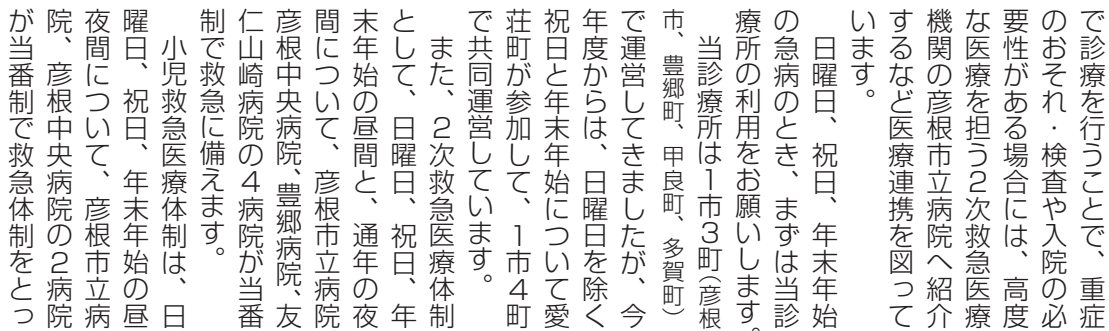 で診療を行うことで、重症
のおそれ・検査や入院の必
要性がある場合には、高度
な医療を担う2次救急医療
機関の彦根市立病院へ紹介
するなど医療連携を図って
います。
日曜日、祝日、年末年始
の急病のとき、まずは当診
療所の利用をお願いします。
当診療所は1市3町(彦根
市、豊郷町、甲良町、多賀町)
で運営してきましたが、今
年度からは、日曜日を除く
祝日と年末年始について愛
荘町が参加して、1市4町
で共同運営しています。
また、2次救急医療体制
として、日曜日、祝日、年
末年始の昼間と、通年の夜
間について、彦根市立病院
彦根中央病院、豊郷病院、友
仁山崎病院の4病院が当番
制で救急に備えます。
小児救急医療体制は、日
曜日、祝日、年末年始の昼
夜間について、彦根市立病
院、彦根中央病院の2病院
が当番制で救急体制をとっ